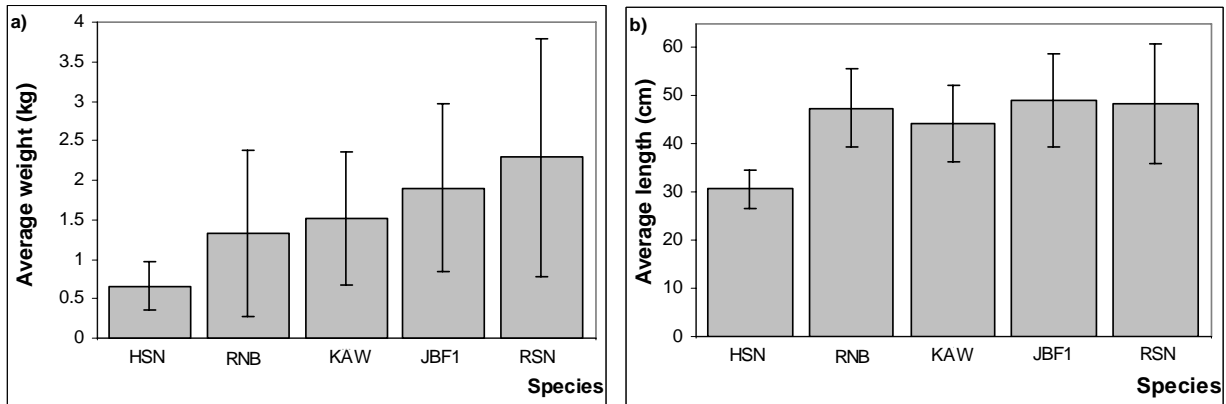 a)
Average weight (kg)
4
3.5
3
2.5
2
1.5
1
0.5
0
HSN RNB KAW JBF1 RSN
Species
b)
Average length (cm)
60
50
40
30
20
10
0
HSN RNB KAW JBF1 RSN
Species